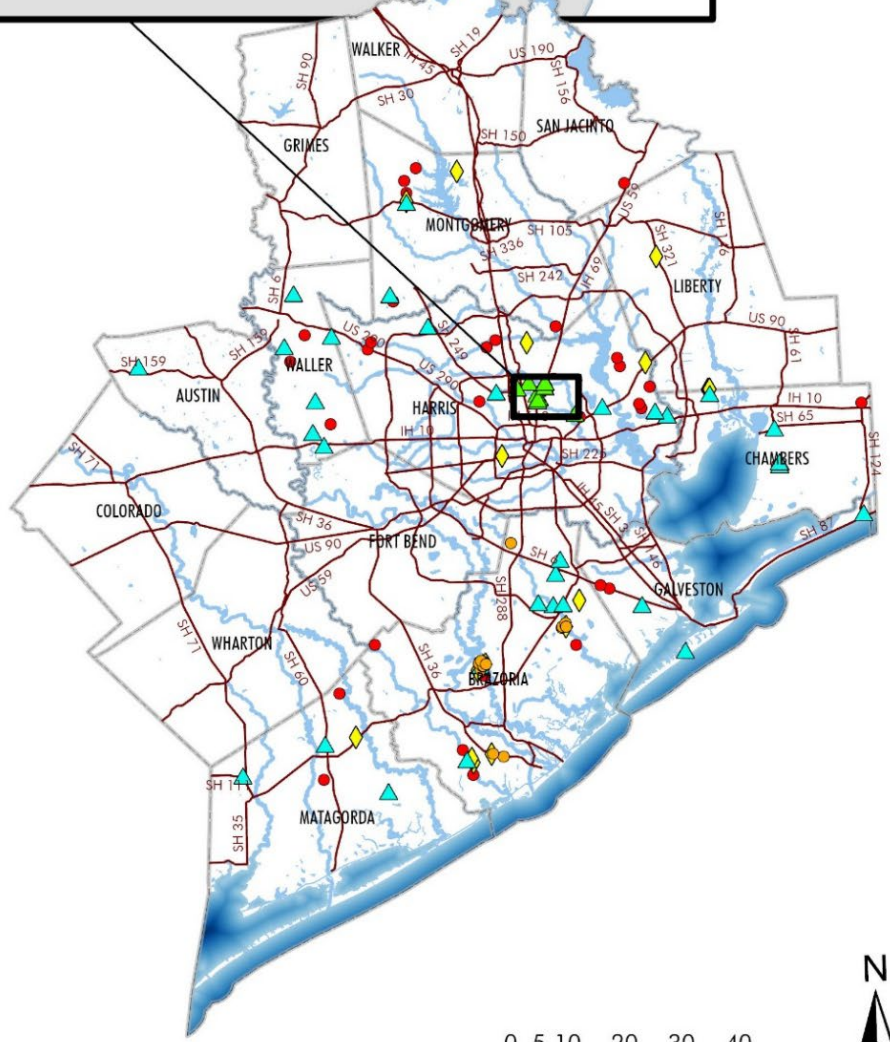 WALKER
SH 19
IH 45
US 190
SH 90
SH 30
SH 156
SAN JACINTO
SH 150
GRIMES
US 59
MONTGOMERY
SH 105
SH 336
SH 321
SH 146
SH 242
IH 69
LIBERTY
SH 6
US 90
SH 159
SH 159
US 290
SH 249
SH 61
WALLER
US 290
AUSTIN
HARRIS
IH 10
SH 65
IH 10
SH 71
SH 225
CHAMBERS
SH 124
IH 45
COLORADO
SH 3
SH 36
SH 87
FORT BEND
US 90
SH 146
SH 6
US 59
SH 288
GALVESTON
SH 71
WHARTON
SH 60
SH 36
BRAZORIA
SH 35
MATAGORDA
N
0 5 10 20 30 40